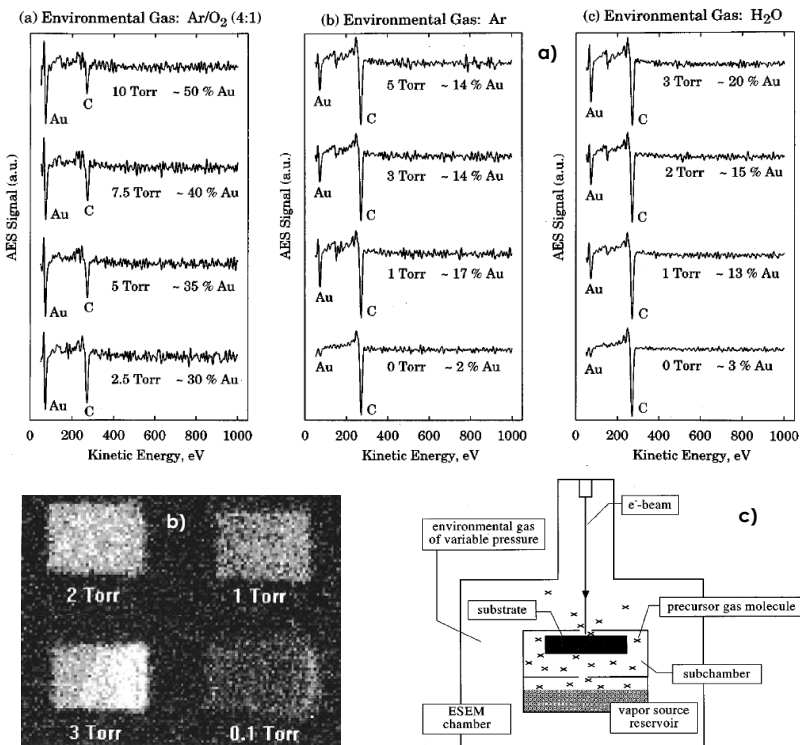 (a) Environmental Gas: Ar/O₂ (4:1)
AES Signal (a.u.)
10 Torr ~ 50 % Au
Au
C
7.5 Torr ~ 40 % Au
Au
C
5 Torr ~ 35 % Au
Au
C
2.5 Torr ~ 30 % Au
Au
C
0 200 400 600 800 1000
Kinetic Energy, eV
(b) Environmental Gas: Ar
a)
AES Signal (a.u.)
5 Torr ~ 14 % Au
Au
C
3 Torr ~ 14 % Au
Au
C
1 Torr ~ 17 % Au
Au
C
0 Torr ~ 2 % Au
Au
C
0 200 400 600 800 1000
Kinetic Energy, eV
(c) Environmental Gas: H₂O
AES Signal (a.u.)
3 Torr ~ 20 % Au
Au
C
2 Torr ~ 15 % Au
Au
C
1 Torr ~ 13 % Au
Au
C
0 Torr ~ 3 % Au
Au
C
0 200 400 600 800 1000
Kinetic Energy, eV
b)
2 Torr
1 Torr
3 Torr
0.1 Torr
c)
environmental gas
of variable pressure
e⁻-beam
substrate
precursor gas molecule
subchamber
ESEM
chamber
vapor source
reservoir